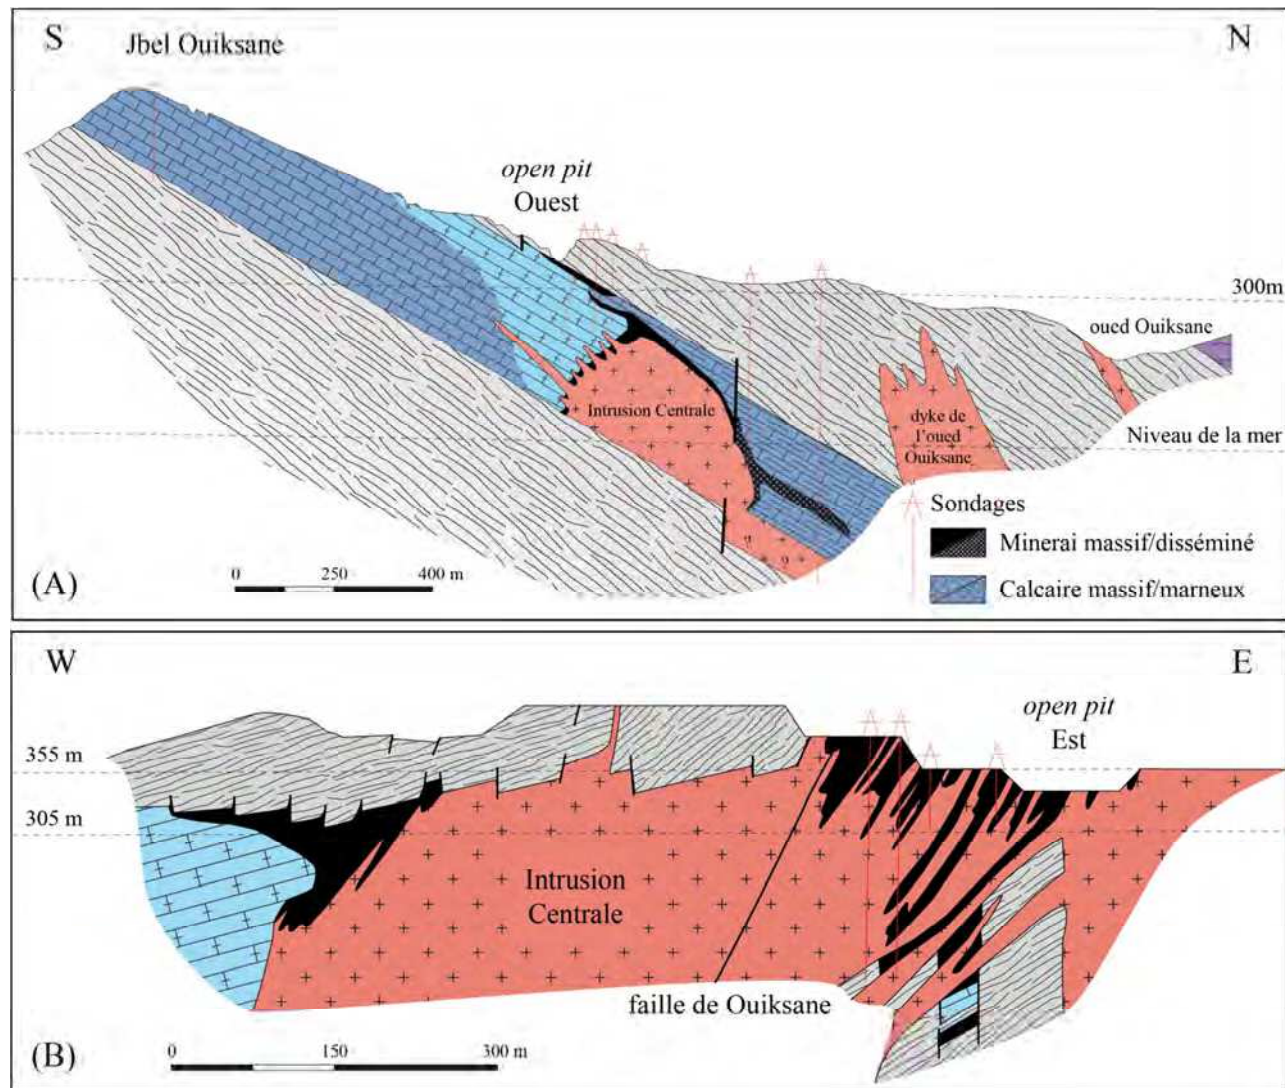 S
Jbel Ouiksane
N
open pit
Ouest
300m
oued Ouiksane
Intrusion Centrale
dyke de
l'oued
Ouiksane
Niveau de la mer
Sondages
Minerai massif/disséminé
Calcaire massif/marneux
0 250 400 m
(A)
W
E
open pit
Est
355 m
305 m
Intrusion
Centrale
faille de Ouiksane
0 150 300 m
(B)